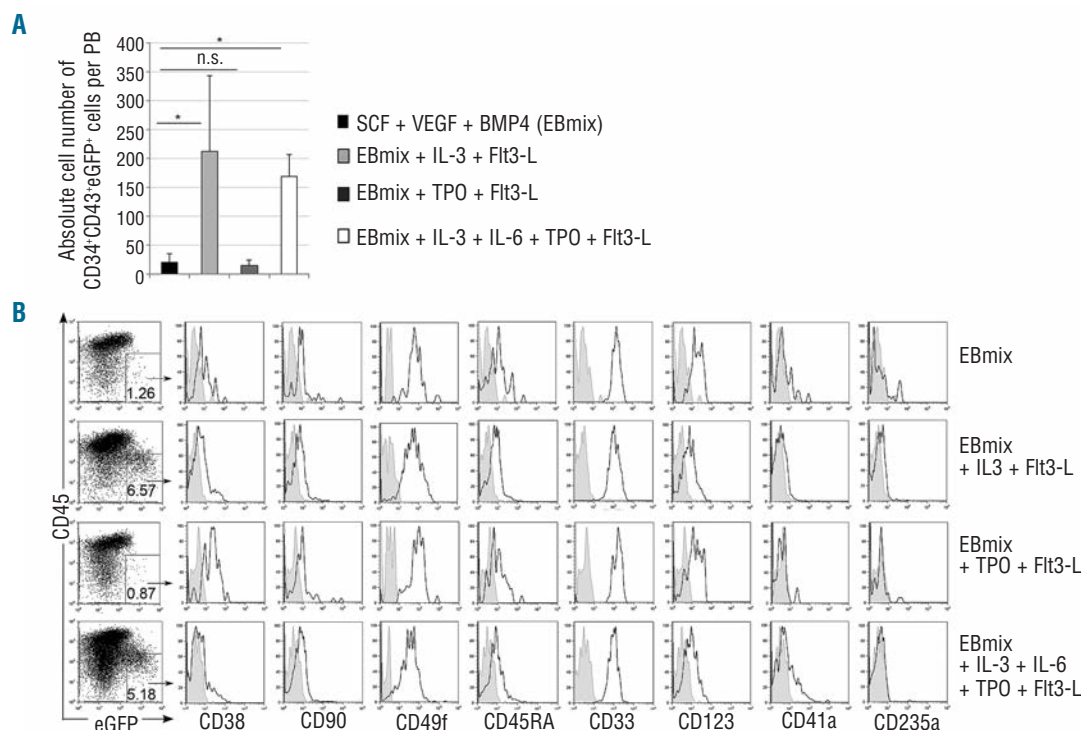 A
Absolute cell number of
CD34+CD43+eGFP+ cells per PB
400
350
300
250
200
150
100
50
0
*
n.s.
*
SCF + VEGF + BMP4 (EBmix)
EBmix + IL-3 + Flt3-L
EBmix + TPO + Flt3-L
EBmix + IL-3 + IL-6 + TPO + Flt3-L
B
CD45
1.26
EBmix
6.57
EBmix
+ IL3 + Flt3-L
0.87
EBmix
+ TPO + Flt3-L
5.18
EBmix
+ IL-3 + IL-6
+ TPO + Flt3-L
eGFP
CD38
CD90
CD49f
CD45RA
CD33
CD123
CD41a
CD235a